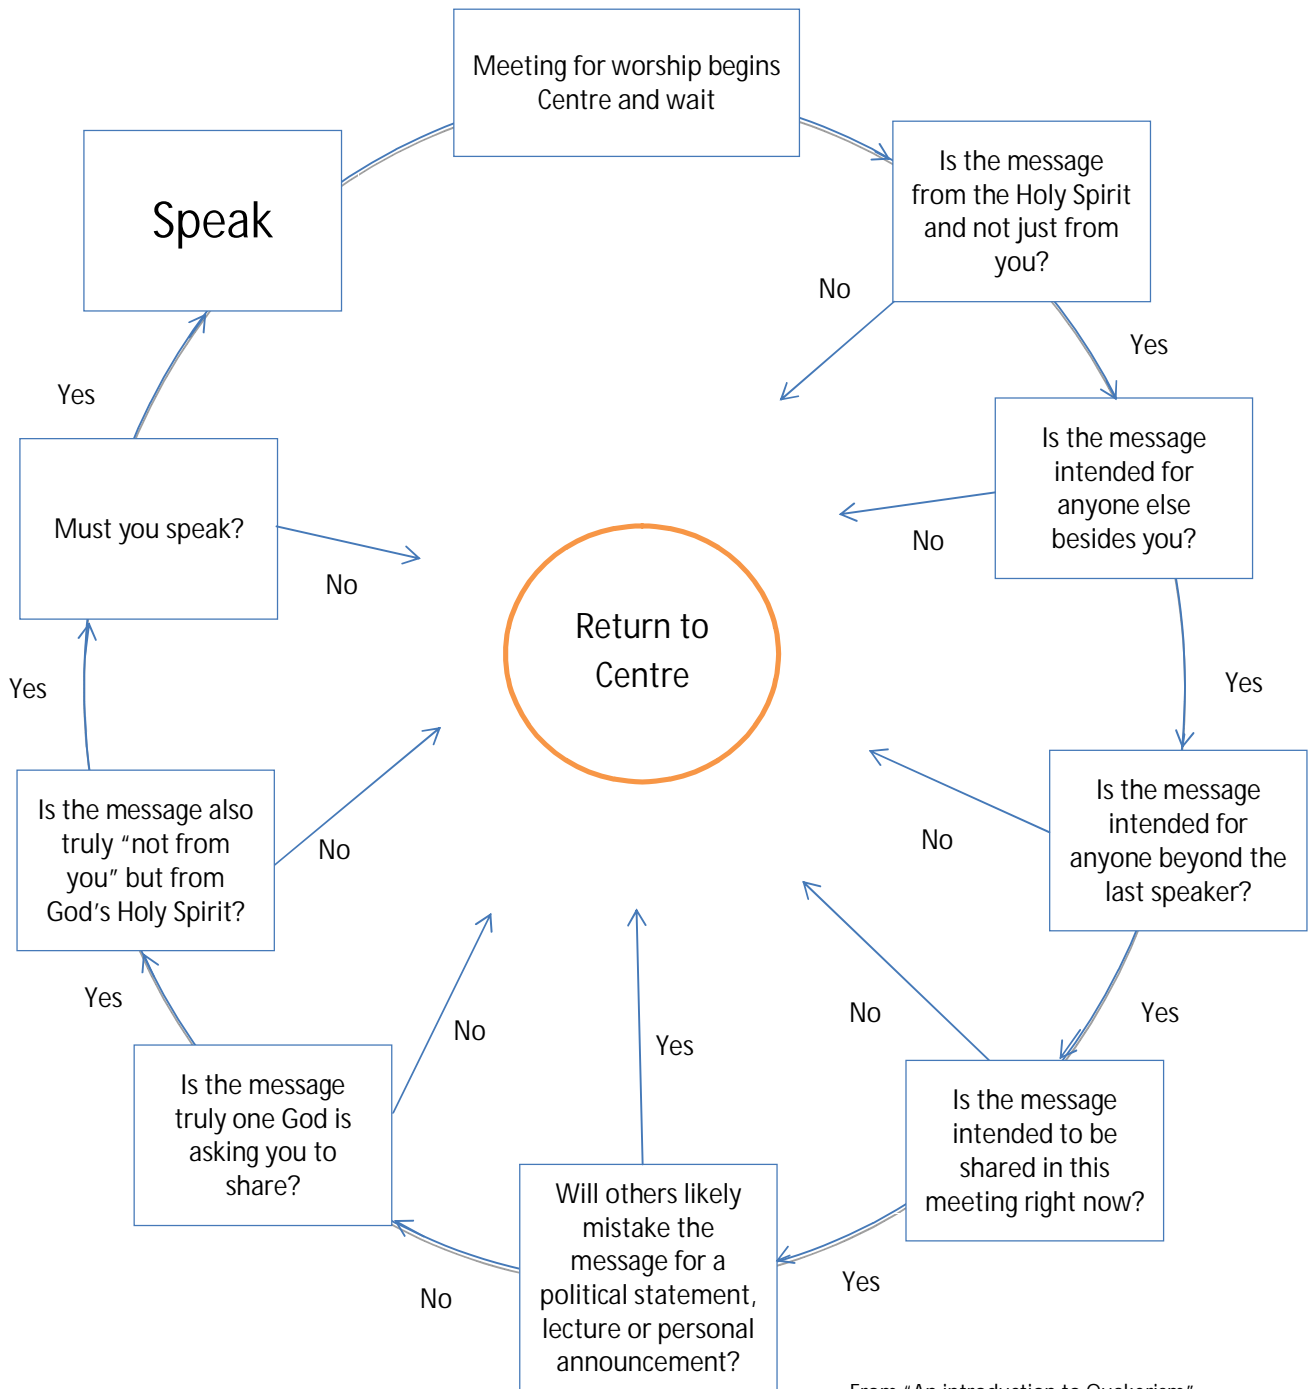 Meeting for worship begins
Centre and wait
Is the message
from the Holy Spirit
and not just from
you?
No
Yes
Is the message
intended for
anyone else
besides you?
No
Yes
Is the message
intended for
anyone beyond the
last speaker?
No
Yes
Is the message
intended to be
shared in this
meeting right now?
No
Yes
Will others likely
mistake the
message for a
political statement,
lecture or personal
announcement?
Yes
No
Is the message
truly one God is
asking you to
share?
No
Yes
Is the message also
truly “not from
you” but from
God’s Holy Spirit?
No
Yes
Must you speak?
No
Yes
Speak
Return to
Centre
From “An introduction to Quakerism”